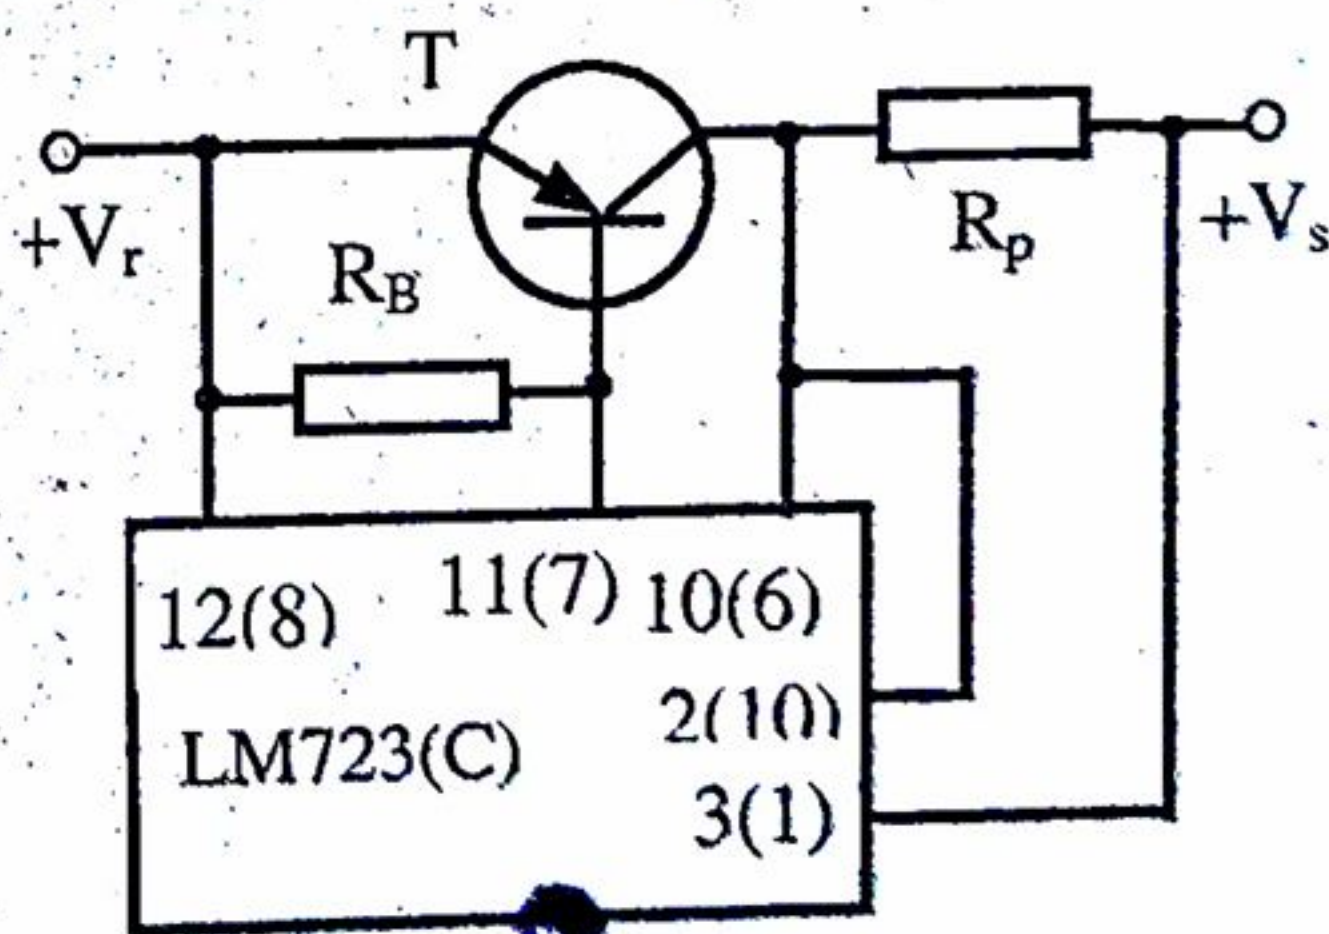 T
+Vr
RB
Rp
+Vs
12(8)
11(7)
10(6)
2(10)
LM723(C)
3(1)